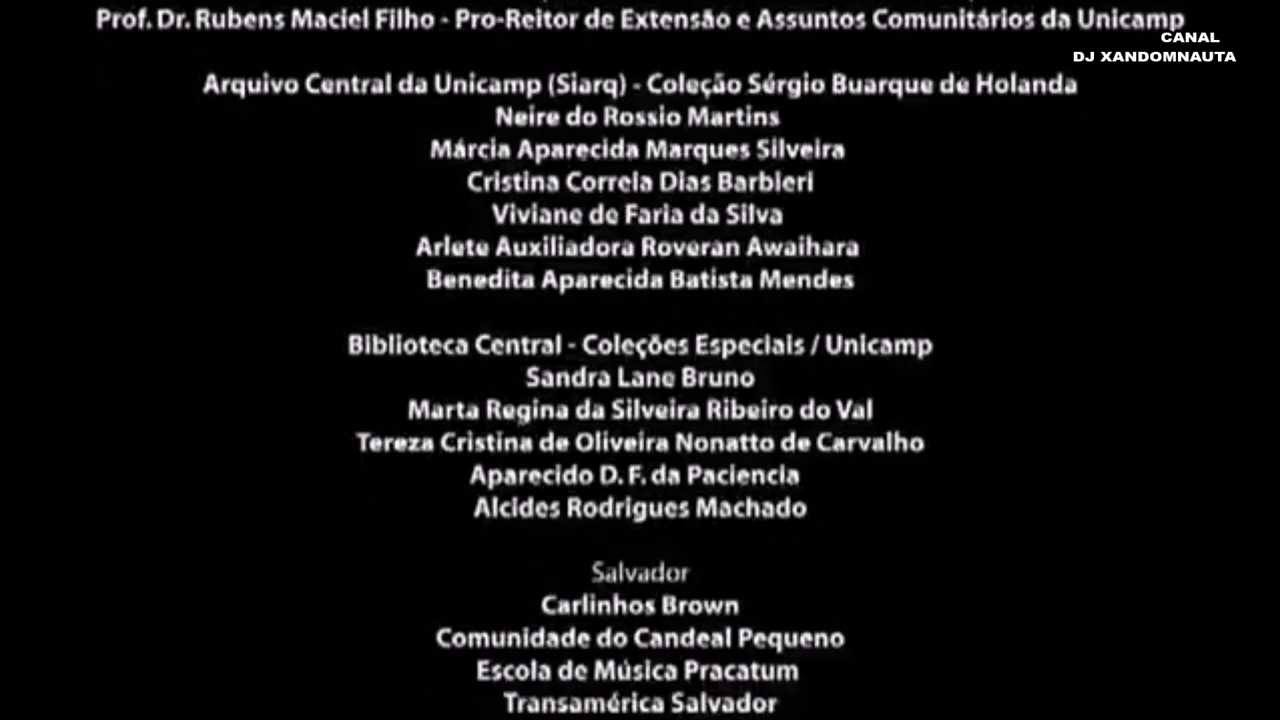 Prof. Dr. Rubens Maciel Filho - Pro-Reitor de Extensão e Assuntos Comunitários da Unicamp
CANAL
DJ XANDOMNAUTA
Arquivo Central da Unicamp (Siarq) - Coleção Sérgio Buarque de Holanda
Neire do Rossio Martins
Márcia Aparecida Marques Silveira
Cristina Correia Dias Barbieri
Viviane de Faria da Silva
Arlete Auxiliadora Roveran Awaihara
Benedita Aparecida Batista Mendes
Biblioteca Central - Coleções Especiais / Unicamp
Sandra Lane Bruno
Marta Regina da Silveira Ribeiro do Val
Tereza Cristina de Oliveira Nonatto de Carvalho
Aparecido D. F. da Paciencia
Alcides Rodrigues Machado
Salvador
Carlinhos Brown
Comunidade do Candeal Pequeno
Escola de Música Pracatum
Transamérica Salvador